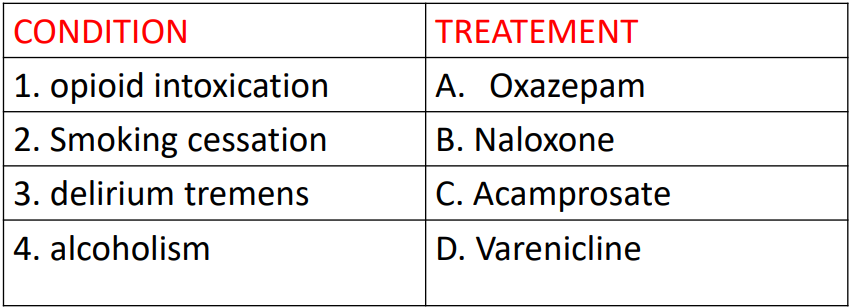 CONDITION TREATEMENT
1. opioid intoxication A. Oxazepam
2. Smoking cessation B. Naloxone
3. delirium tremens C. Acamprosate
4. alcoholism D. Varenicline